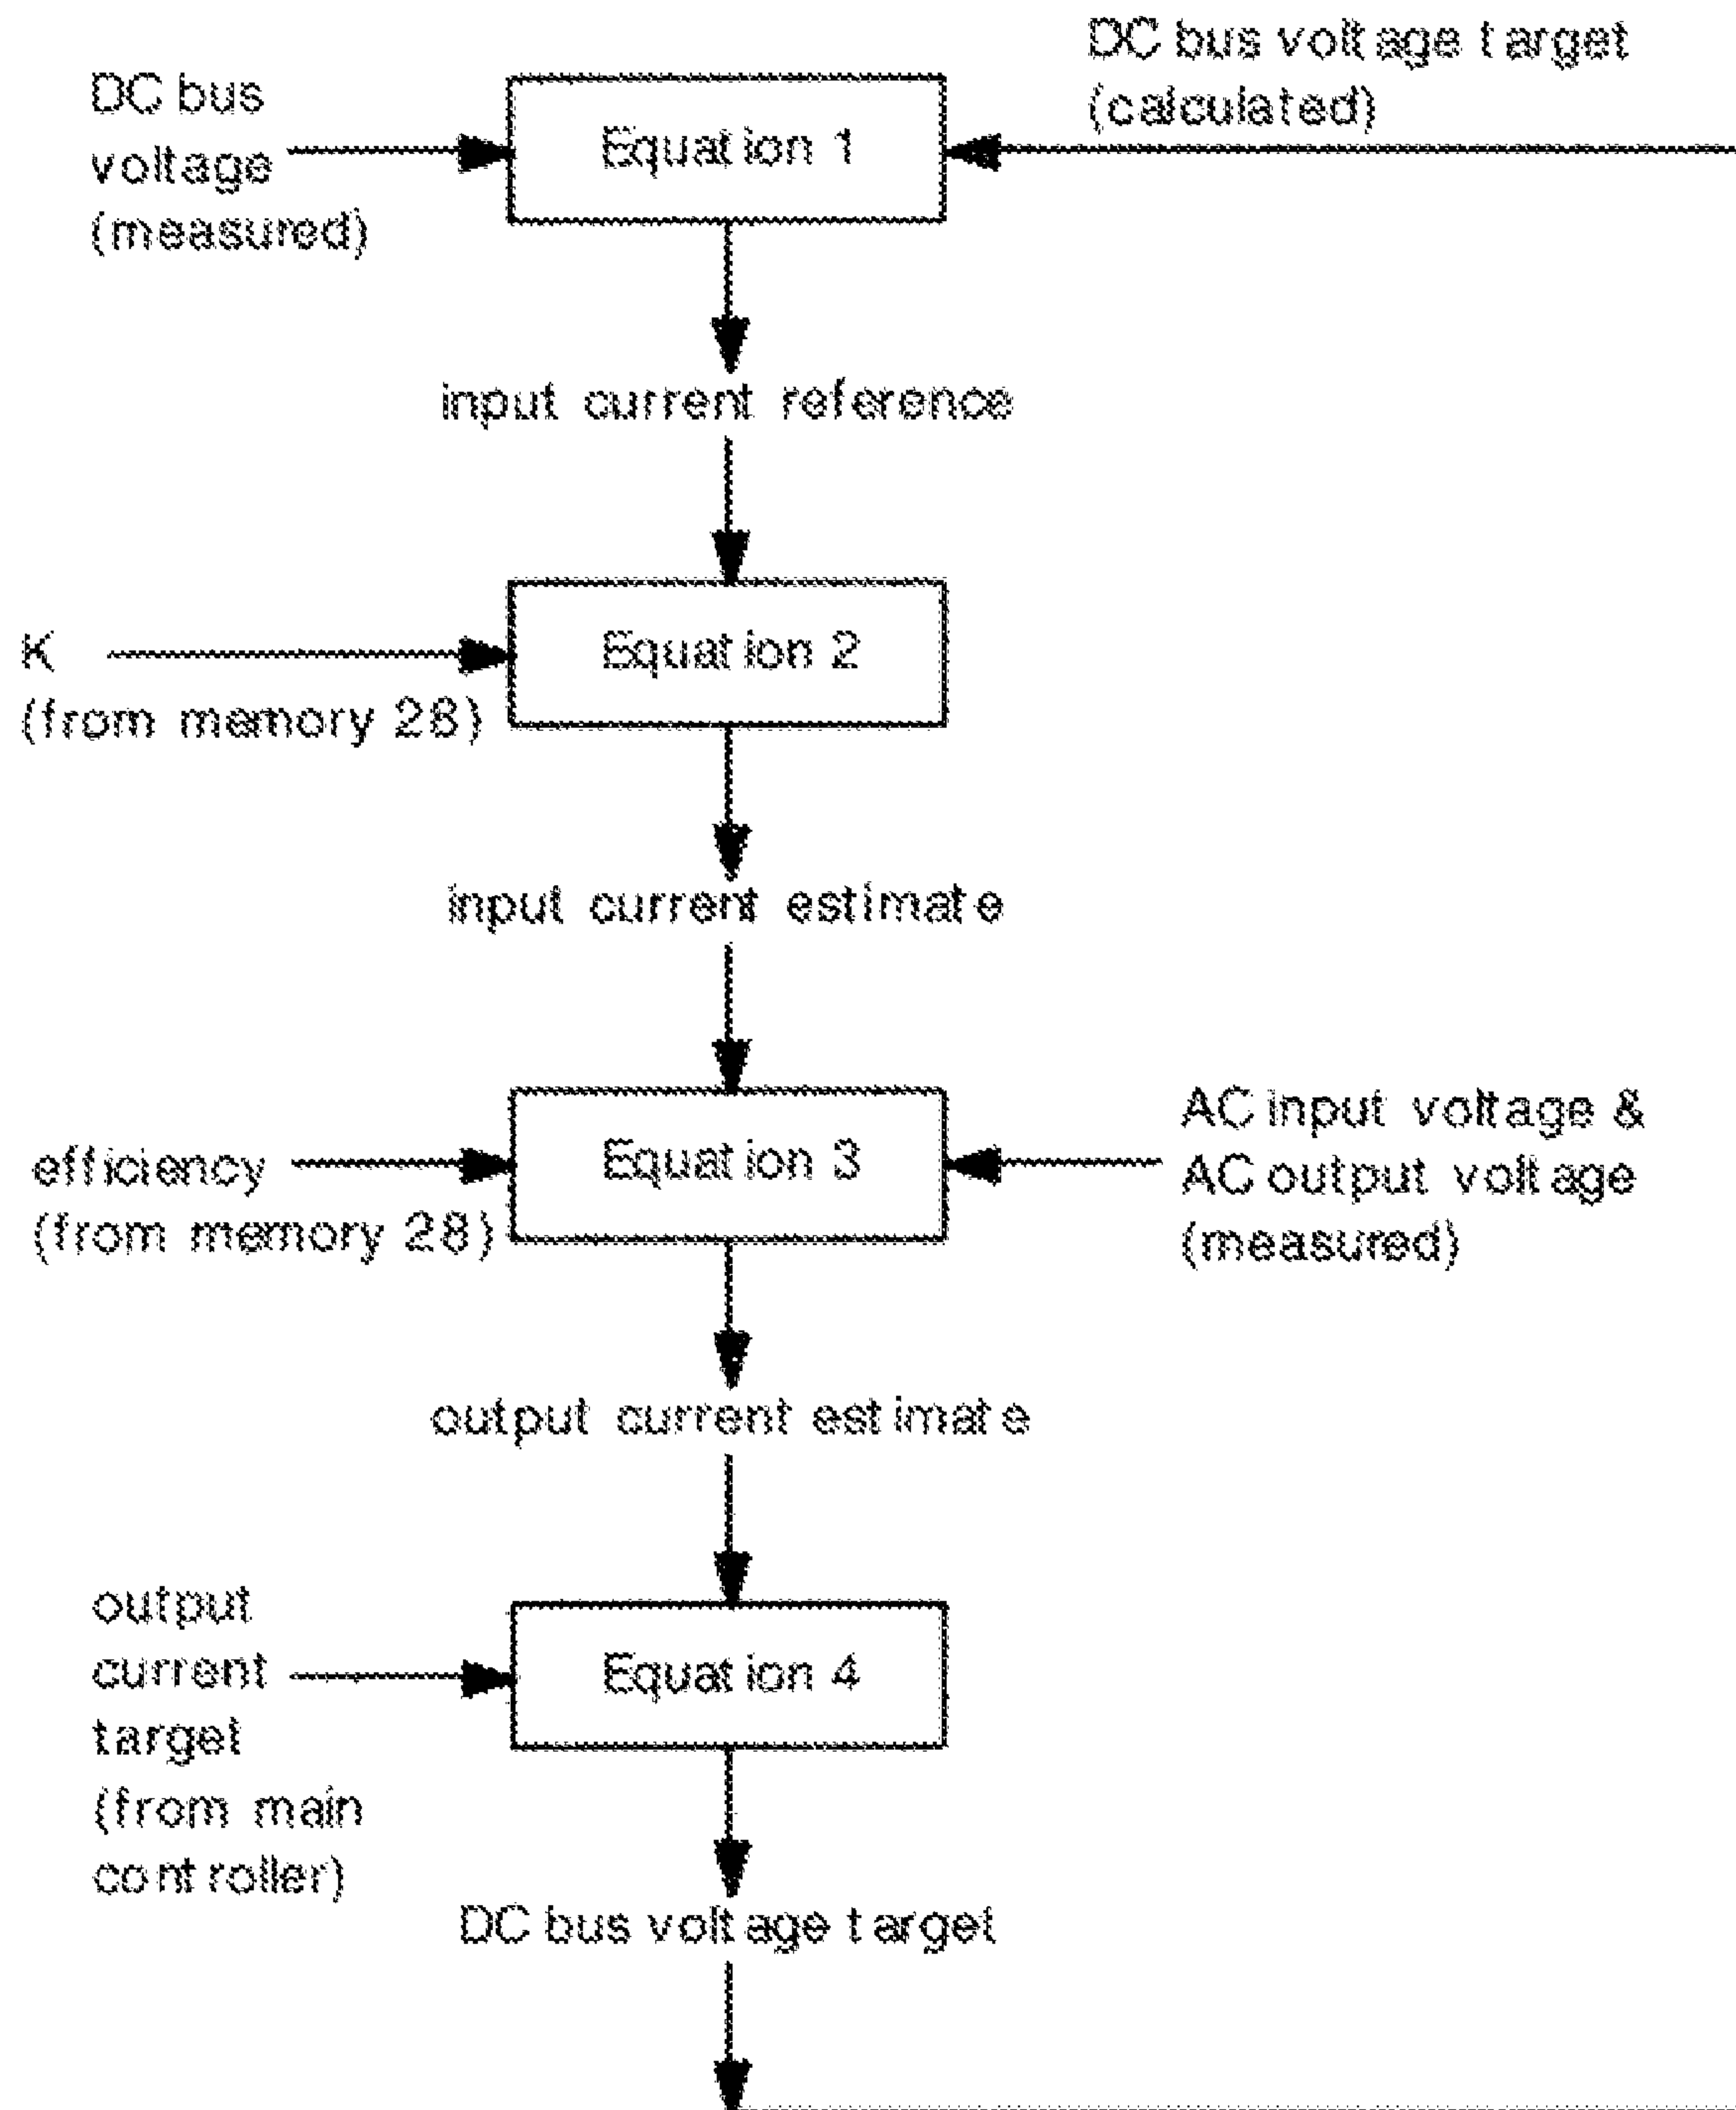 DC bus voltage target
(calculated)
DC bus
voltage
(measured)
Equation 1
input current reference
K
(from memory 28)
Equation 2
input current estimate
efficiency
(from memory 28)
Equation 3
AC input voltage &
AC output voltage
(measured)
output current estimate
output
current
target
(from main
controller)
Equation 4
DC bus voltage target